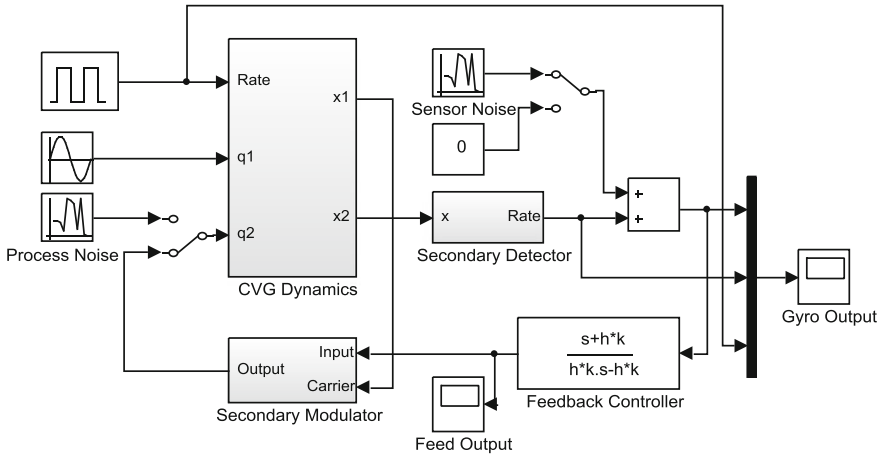 Rate
q1
q2
x1
x2
CVG Dynamics
Process Noise
Sensor Noise
0
+
+
x
Rate
Secondary Detector
Gyro Output
Output
Input
Carrier
Secondary Modulator
s+h*k
h*k.s-h*k
Feedback Controller
Feed Output